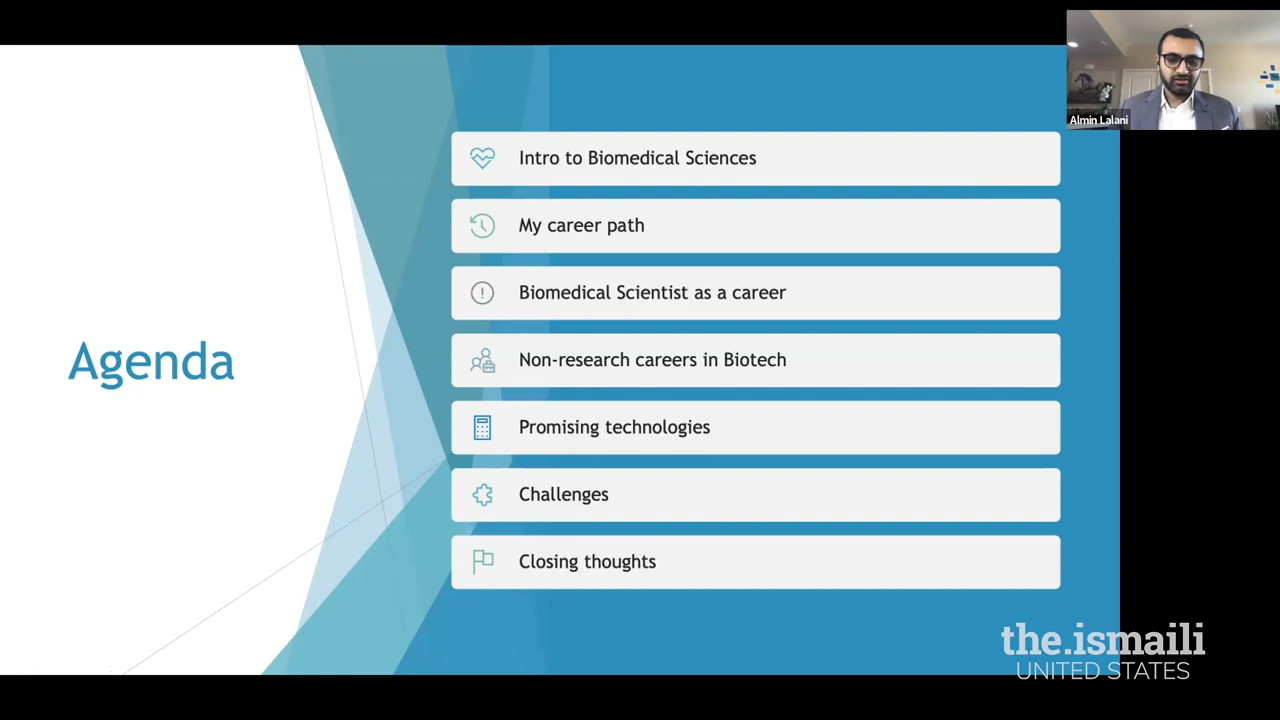 Almin Lalani
Agenda
Intro to Biomedical Sciences
My career path
Biomedical Scientist as a career
Non-research careers in Biotech
Promising technologies
Challenges
Closing thoughts
the.ismaili
UNITED STATES